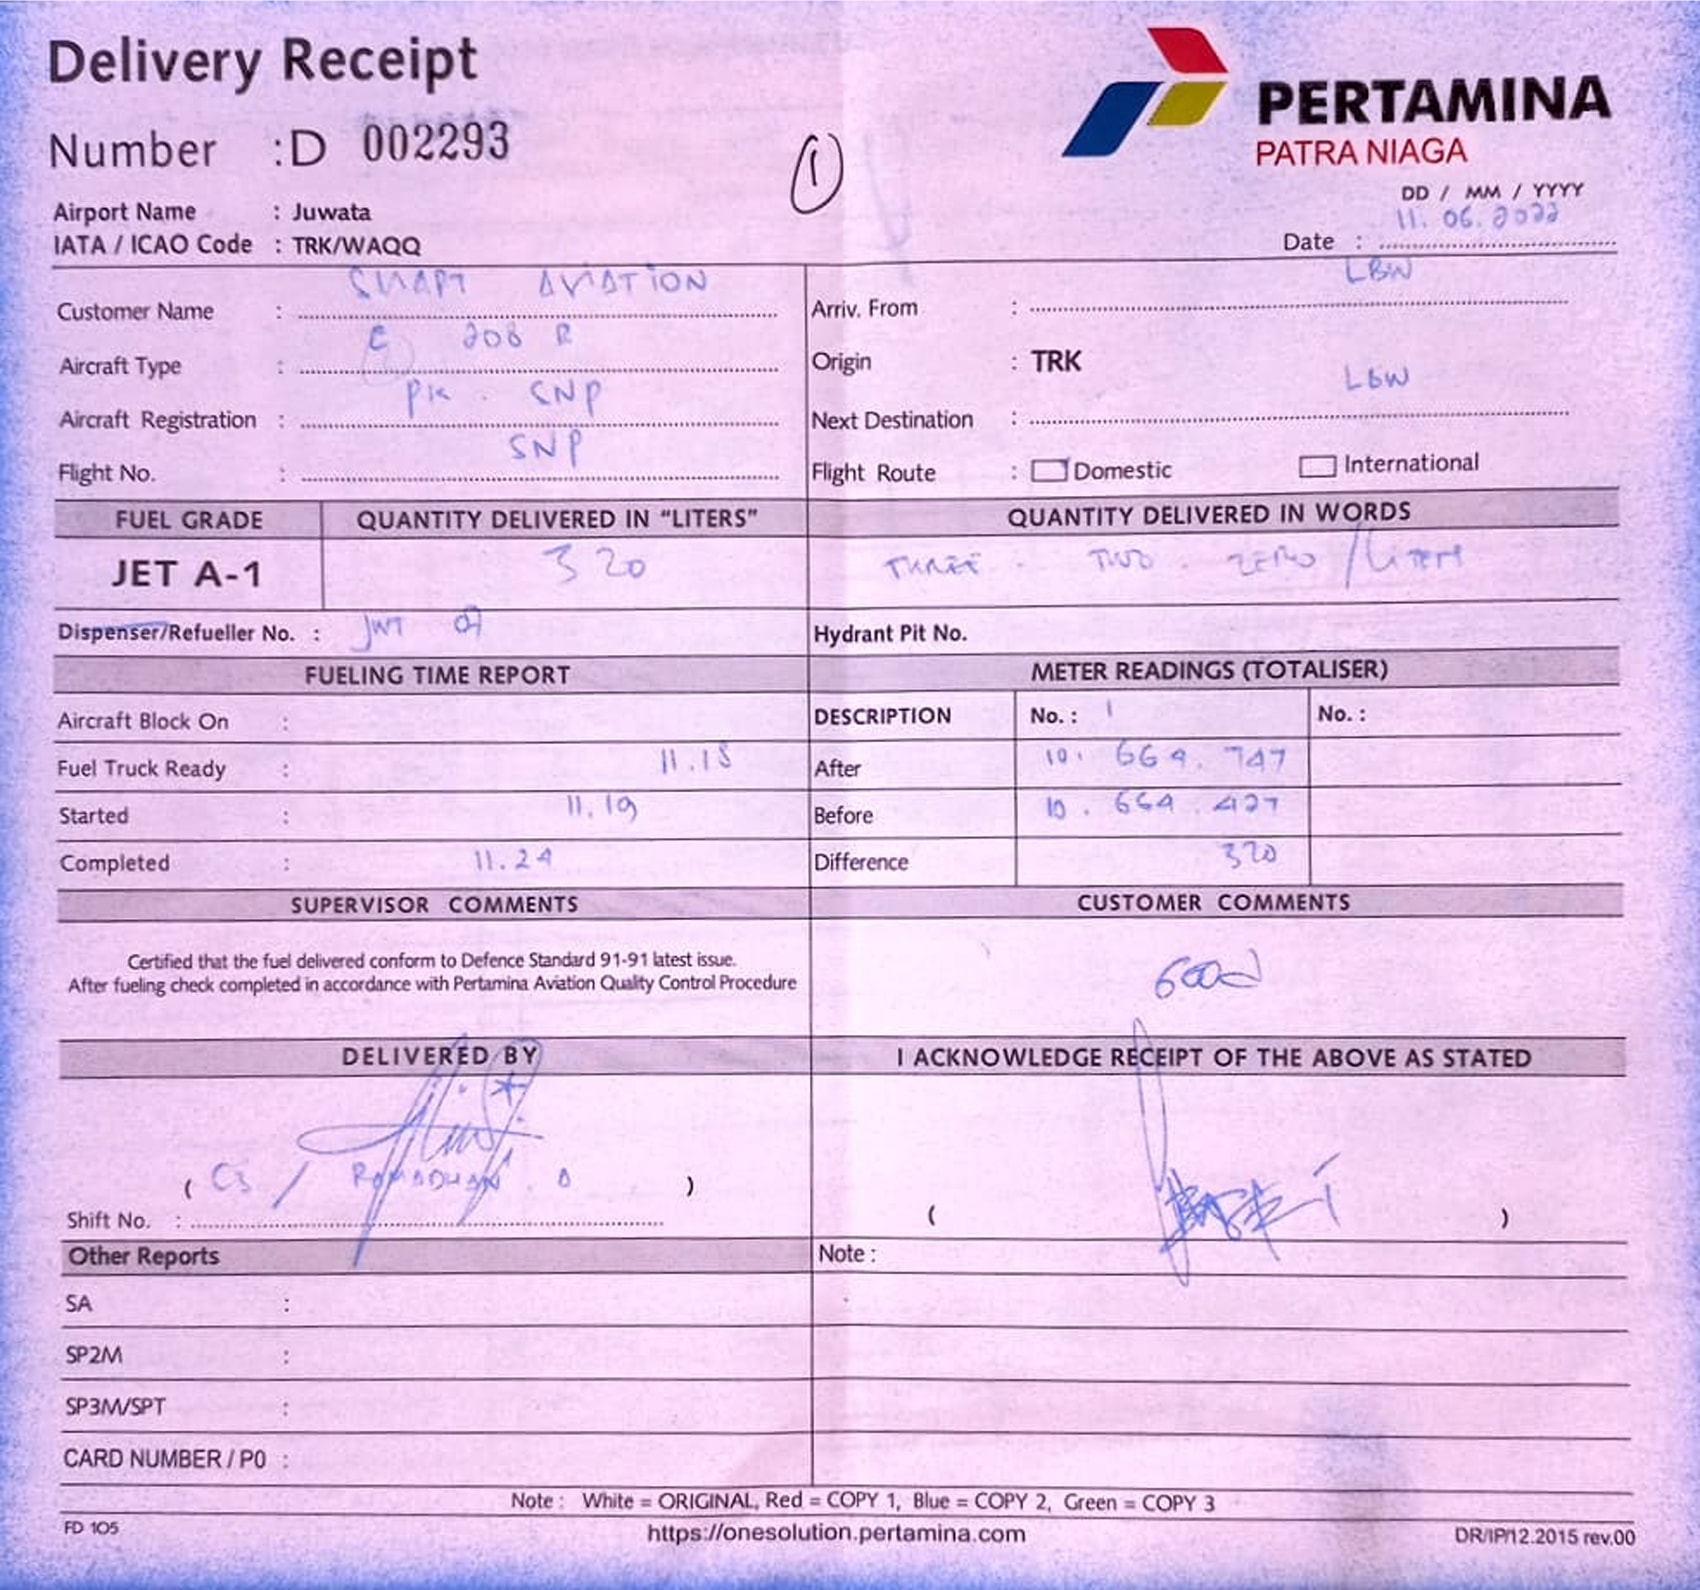 Delivery Receipt
Number : D 002293
1
PERTAMINA
PATRA NIAGA
Airport Name : Juwata
IATA / ICAO Code : TRK/WAQQ
DD / MM / YYYY
Date : 11. 06. 2022
Customer Name : SMART AVIATION
Arriv. From : LBW
Aircraft Type : C 208 B
Origin : TRK
Aircraft Registration : PK. SNP
Next Destination : LBW
Flight No. : SNP
Flight Route : Domestic International
FUEL GRADE QUANTITY DELIVERED IN “LITERS” QUANTITY DELIVERED IN WORDS
JET A-1 320 THREE . TWO . ZERO / LITER
Dispenser/Refueller No. : JWT 07
Hydrant Pit No.
FUELING TIME REPORT METER READINGS (TOTALISER)
Aircraft Block On :
DESCRIPTION No. : 1 No. :
Fuel Truck Ready : 11.15
After 10. 664. 747
Started : 11.19
Before 10. 664. 427
Completed : 11.24
Difference 320
SUPERVISOR COMMENTS CUSTOMER COMMENTS
Certified that the fuel delivered conform to Defence Standard 91-91 latest issue.
After fueling check completed in accordance with Pertamina Aviation Quality Control Procedure
Good
DELIVERED BY I ACKNOWLEDGE RECEIPT OF THE ABOVE AS STATED
( CS / ROMADHAN . D )
( )
Shift No. :
Other Reports Note :
SA :
SP2M :
SP3M/SPT :
CARD NUMBER / P0 :
Note : White = ORIGINAL, Red = COPY 1, Blue = COPY 2, Green = COPY 3
FD 105 https://onesolution.pertamina.com DR/IP/12.2015 rev.00